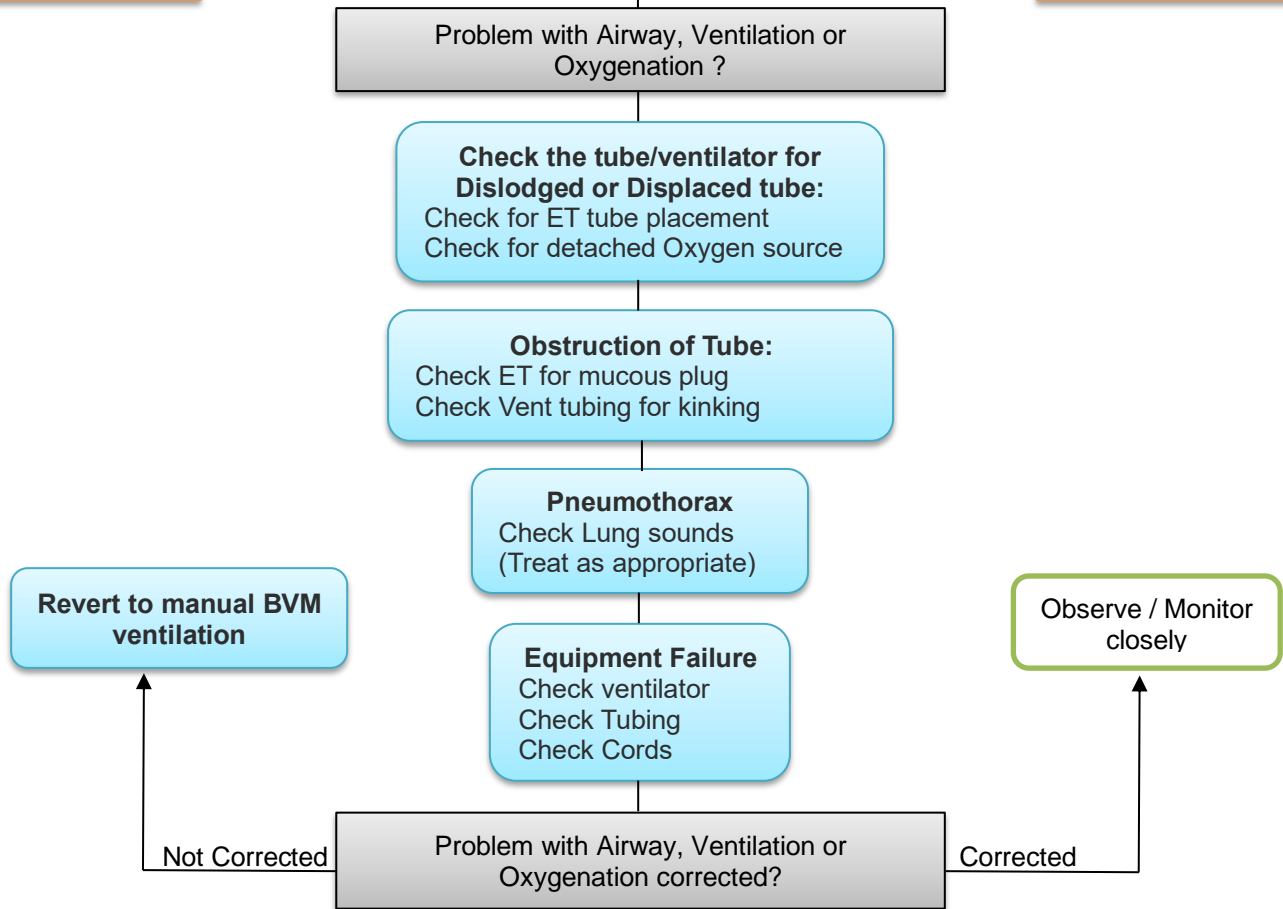 Problem with Airway, Ventilation or
Oxygenation ?
Check the tube/ventilator for
Dislodged or Displaced tube:
Check for ET tube placement
Check for detached Oxygen source
Obstruction of Tube:
Check ET for mucous plug
Check Vent tubing for kinking
Pneumothorax
Check Lung sounds
(Treat as appropriate)
Revert to manual BVM
ventilation
Observe / Monitor
closely
Equipment Failure
Check ventilator
Check Tubing
Check Cords
Not Corrected
Problem with Airway, Ventilation or
Oxygenation corrected?
Corrected